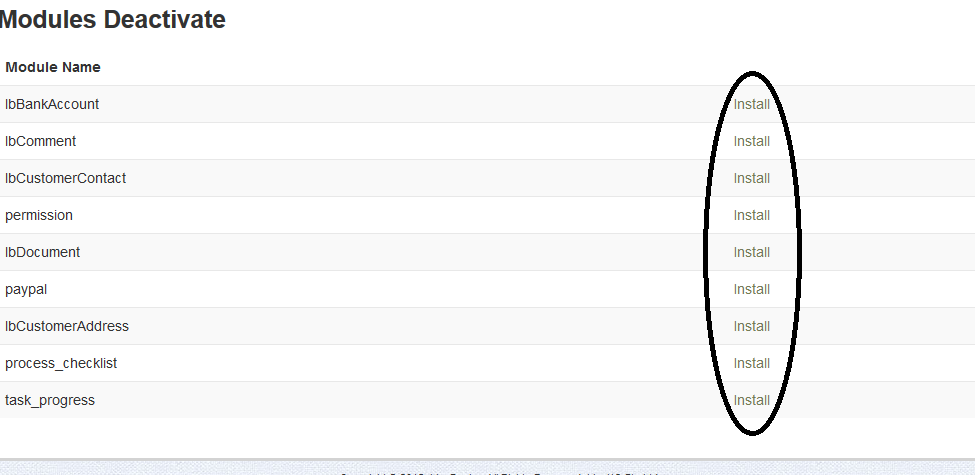 Modules Deactivate
Module Name
lbBankAccount Install
lbComment Install
lbCustomerContact Install
permission Install
lbDocument Install
paypal Install
lbCustomerAddress Install
process_checklist Install
task_progress Install